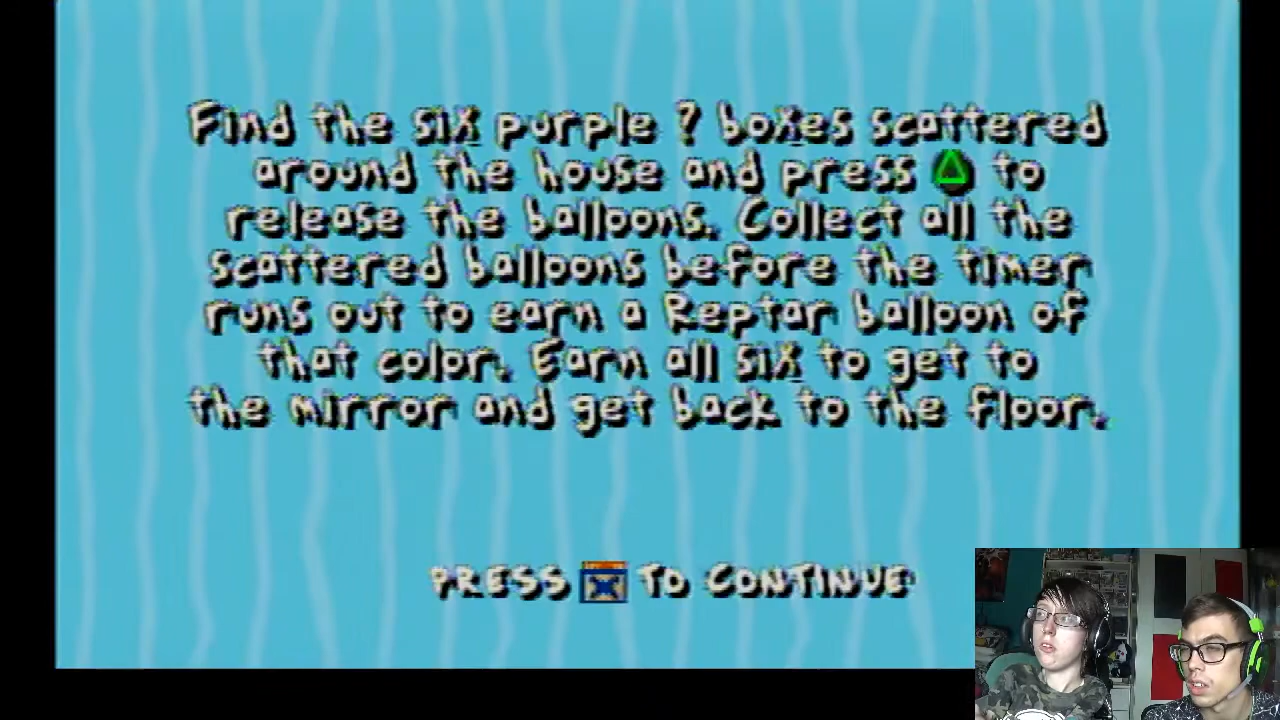 Find the six purple ? boxes scattered
around the house and press to
release the balloons. Collect all the
scattered balloons before the timer
runs out to earn a Reptar balloon of
that color. Earn all six to get to
the mirror and get back to the floor.
PRESS TO CONTINUE